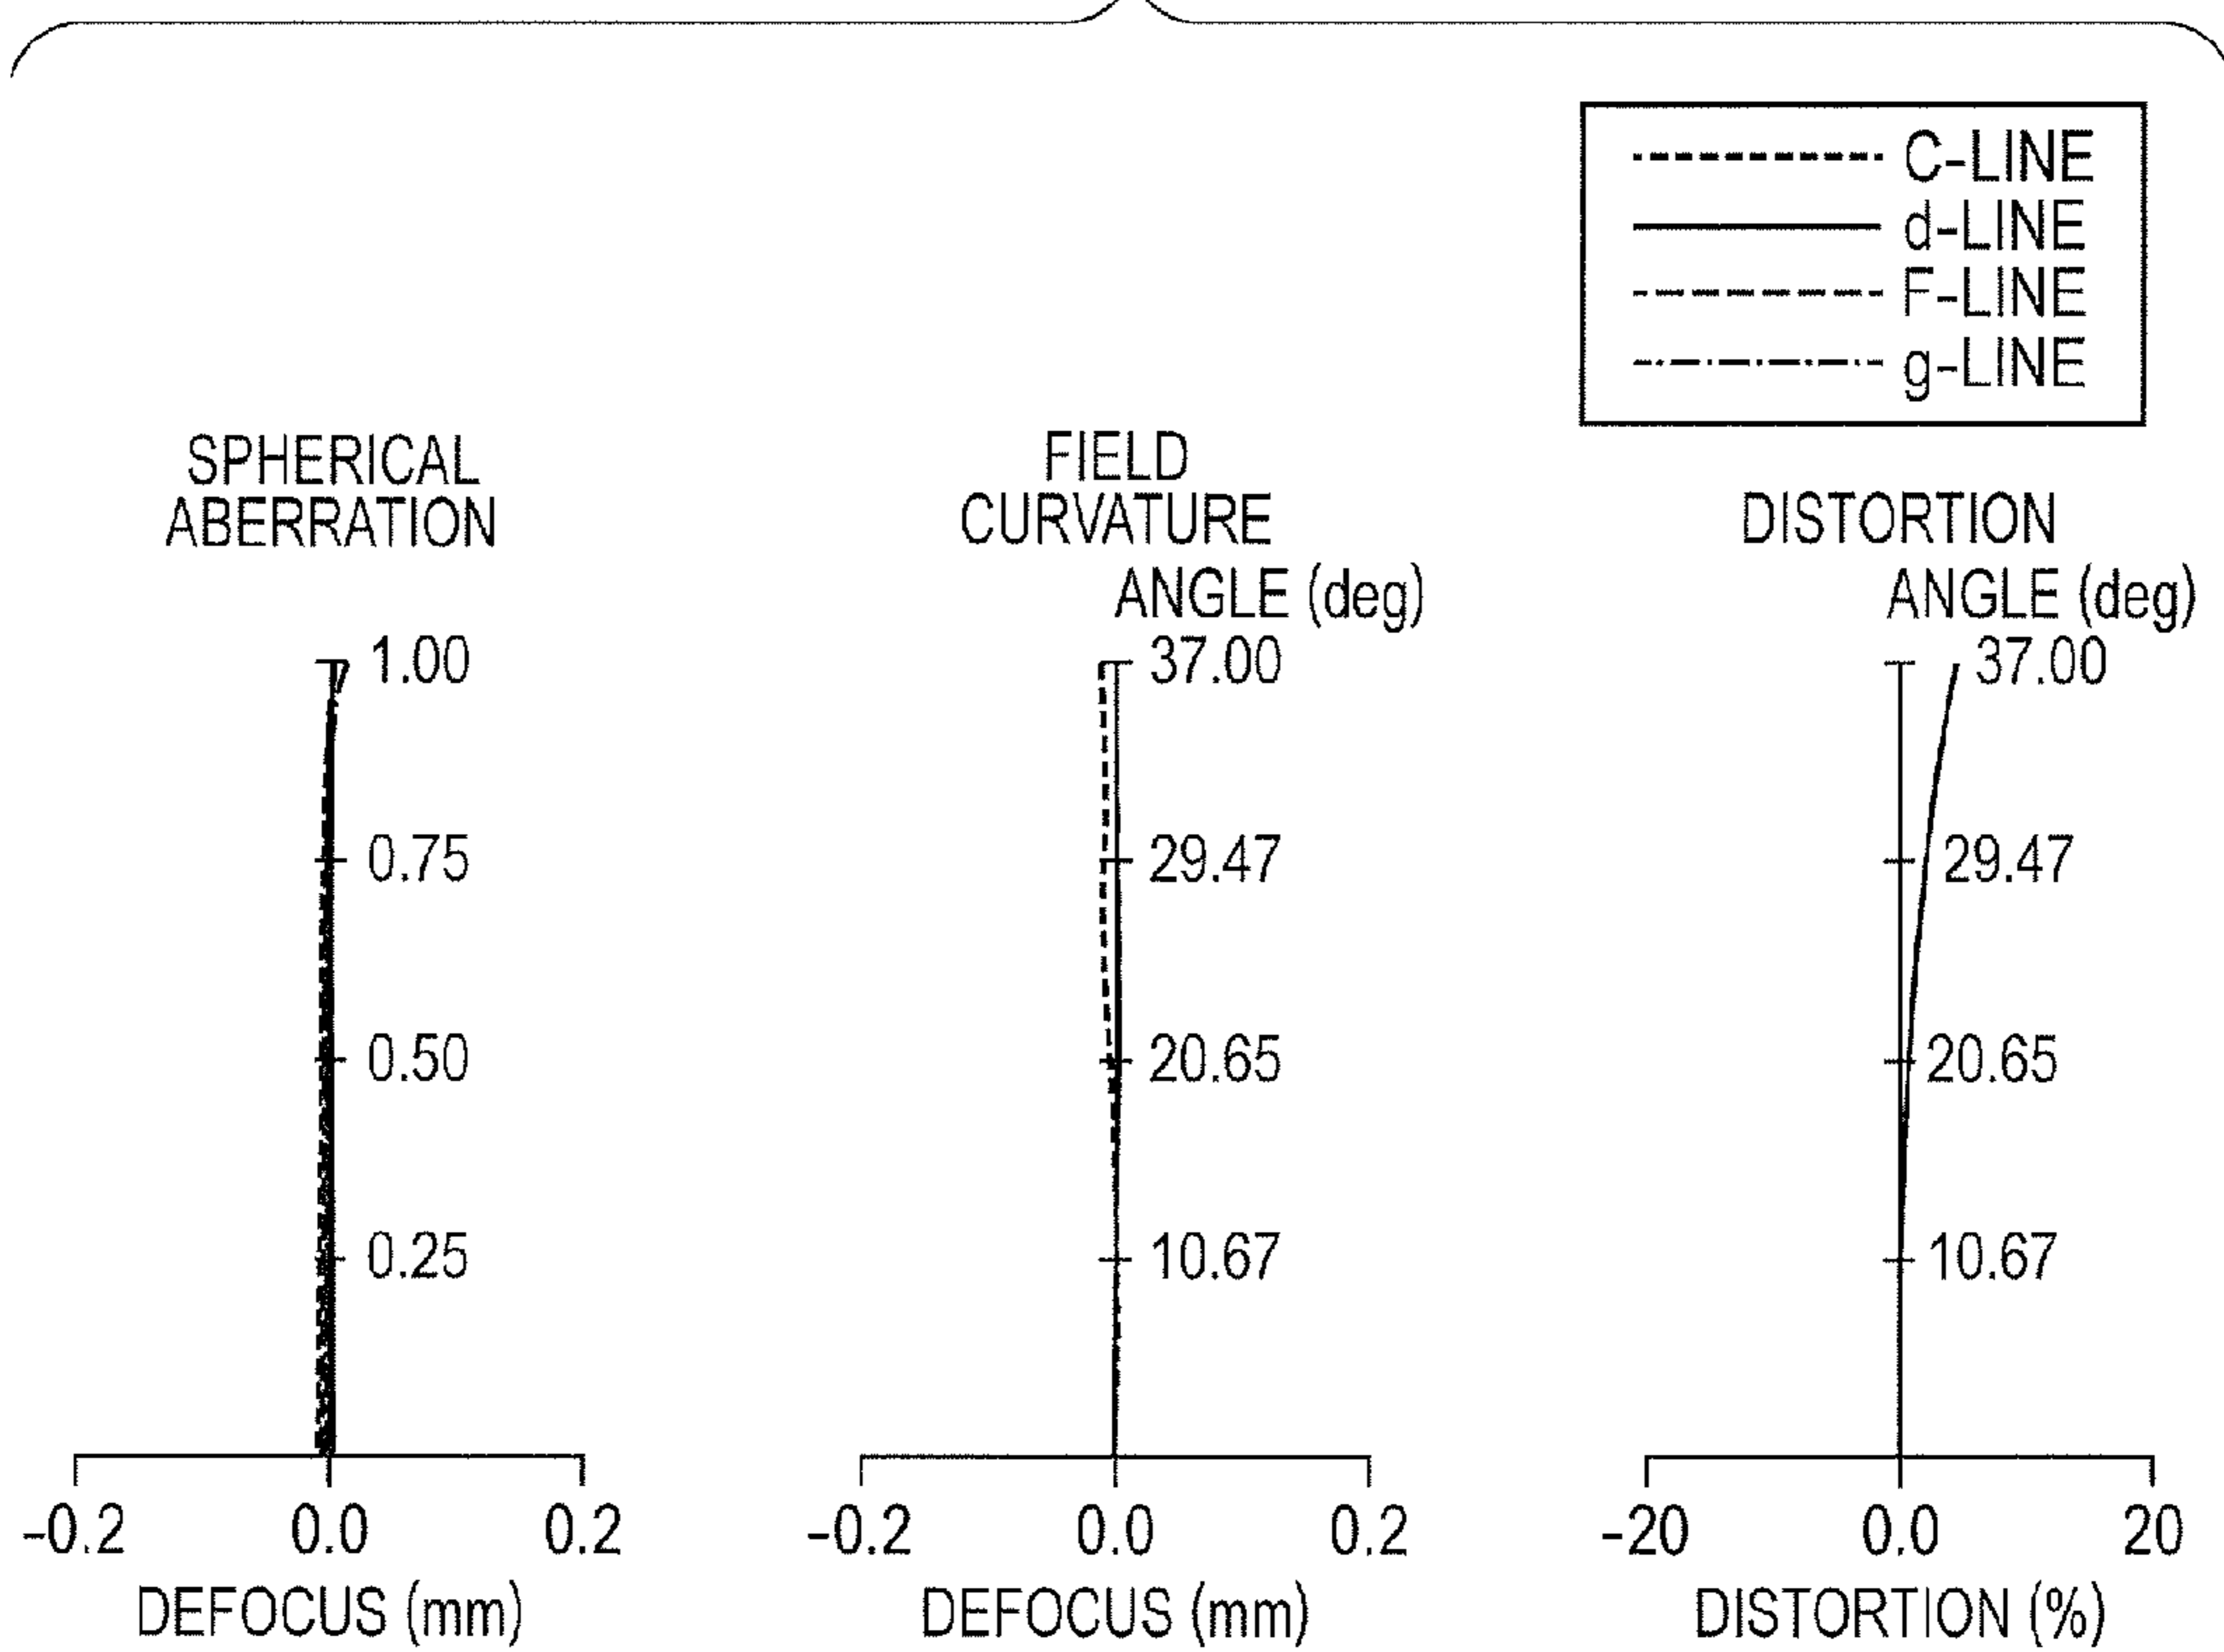 C-LINE
d-LINE
F-LINE
g-LINE
SPHERICAL
ABERRATION
1.00
0.75
0.50
0.25
-0.2 0.0 0.2
DEFOCUS (mm)
FIELD
CURVATURE
ANGLE (deg)
37.00
29.47
20.65
10.67
-0.2 0.0 0.2
DEFOCUS (mm)
DISTORTION
ANGLE (deg)
37.00
29.47
20.65
10.67
-20 0.0 20
DISTORTION (%)